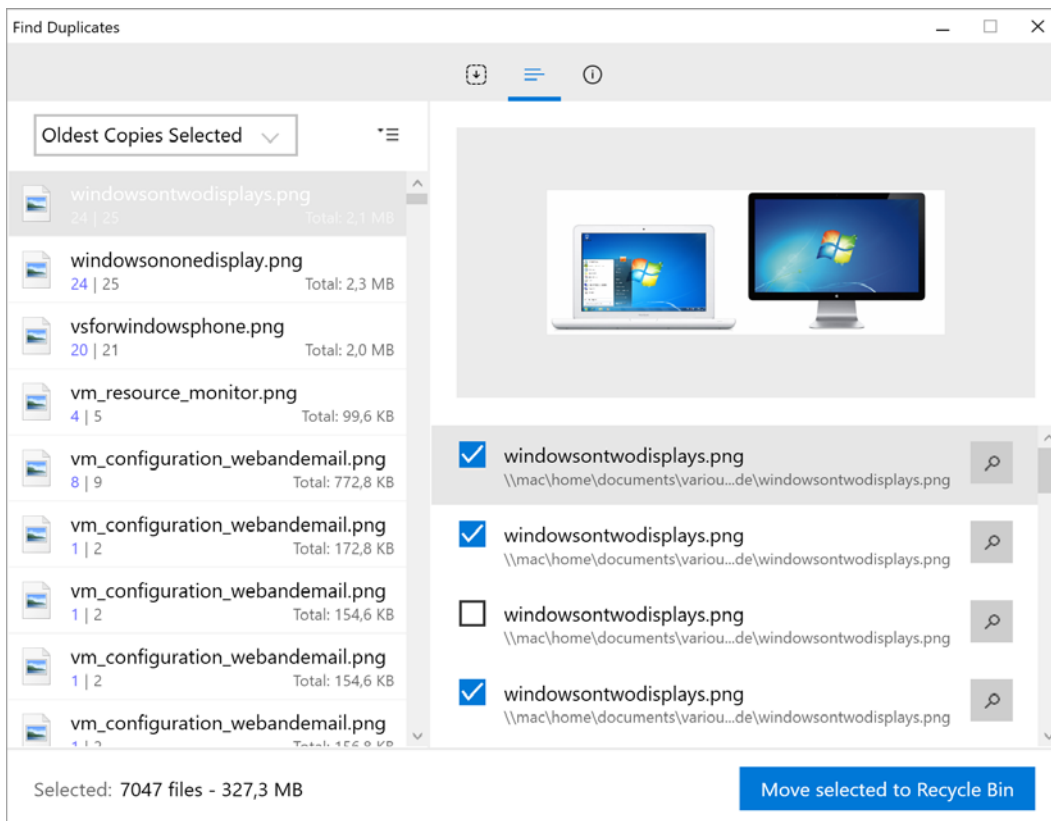 Find Duplicates
Oldest Copies Selected
windowsontwodisplays.png
24 | 25 Total: 2,1 MB
windowsononedisplay.png
24 | 25 Total: 2,3 MB
vsforwindowsphone.png
20 | 21 Total: 2,0 MB
vm_resource_monitor.png
4 | 5 Total: 99,6 KB
vm_configuration_webandemail.png
8 | 9 Total: 772,8 KB
vm_configuration_webandemail.png
1 | 2 Total: 172,8 KB
vm_configuration_webandemail.png
1 | 2 Total: 154,6 KB
vm_configuration_webandemail.png
1 | 2 Total: 154,6 KB
vm_configuration_webandemail.png
1 | 2 Total: 156,8 KB
windowsontwodisplays.png
\\mac\home\documents\variou...de\windowsontwodisplays.png
windowsontwodisplays.png
\\mac\home\documents\variou...de\windowsontwodisplays.png
windowsontwodisplays.png
\\mac\home\documents\variou...de\windowsontwodisplays.png
windowsontwodisplays.png
\\mac\home\documents\variou...de\windowsontwodisplays.png
Selected: 7047 files - 327,3 MB
Move selected to Recycle Bin